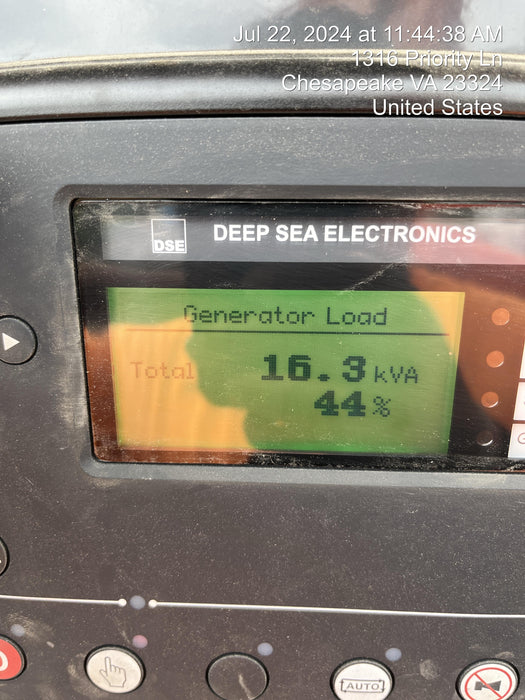 Jul 22, 2024 at 11:44:38 AM
1316 Priority Ln
Chesapeake VA 23324
United States
DSE
DEEP SEA ELECTRONICS
Generator Load
Total 16.3 kVA
44%
AUTO